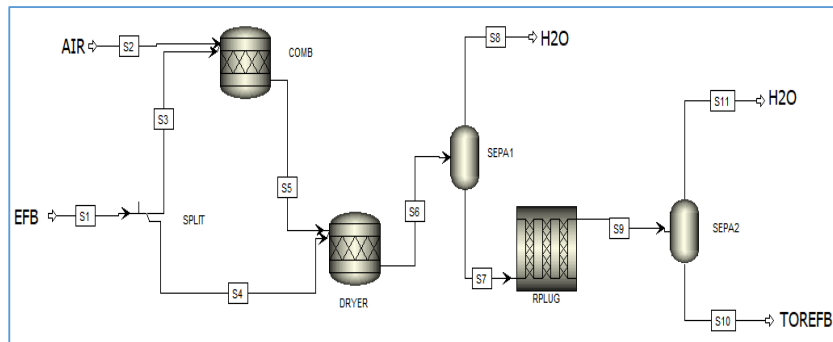 S8
H2O
AIR
S2
COMB
S11
H2O
S3
SEPA1
S5
S6
SEPA2
EFB
S1
SPLIT
S9
S4
S7
DRYER
RPLUG
S10
TOREFB